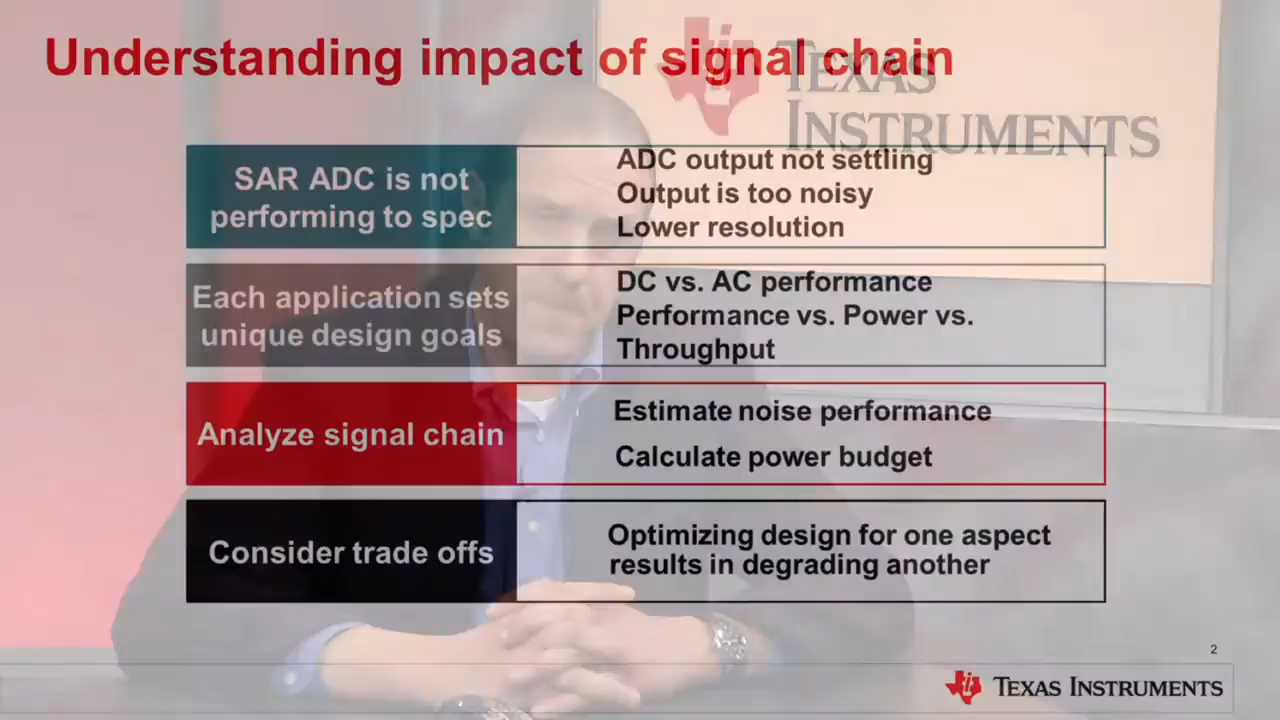 Understanding impact of signal chain
TEXAS
INSTRUMENTS
SAR ADC is not
performing to spec
ADC output not settling
Output is too noisy
Lower resolution
Each application sets
unique design goals
DC vs. AC performance
Performance vs. Power vs.
Throughput
Analyze signal chain
Estimate noise performance
Calculate power budget
Consider trade offs
Optimizing design for one aspect
results in degrading another
2
TEXAS INSTRUMENTS